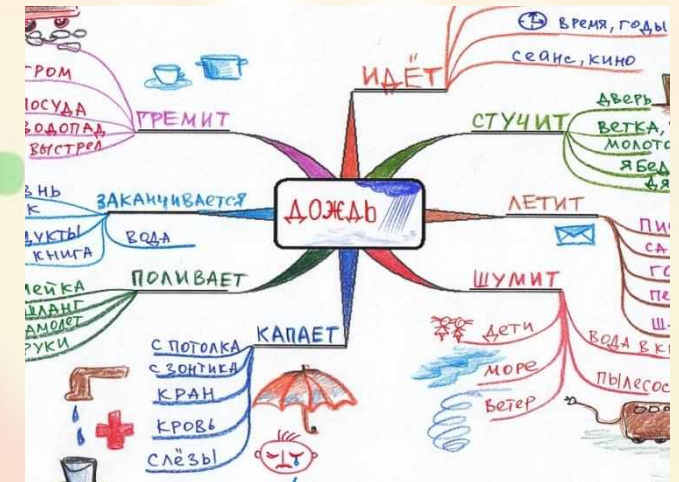 ДОЖДЬ
ИДЁТ
ВРЕМЯ, ГОДЫ
СЕАНС, КИНО
СТУЧИТ
ДВЕРЬ
ВЕТКА,
ЛЕТИТ
ШУМИТ
ДЕТИ
МОРЕ
ВЕТЕР
ВОДА В К
ПЫЛЕСОС
КАПАЕТ
С ПОТОЛКА
С ЗОНТИКА
КРАН
КРОВЬ
СЛЁЗЫ
ПОЛИВАЕТ
РУКИ
ЗАКАНЧИВАЕТСЯ
КНИГА
ВОДА
ГРЕМИТ
ГРОМ
ПОСУДА
ВОДОПАД
ВЫСТРЕЛ